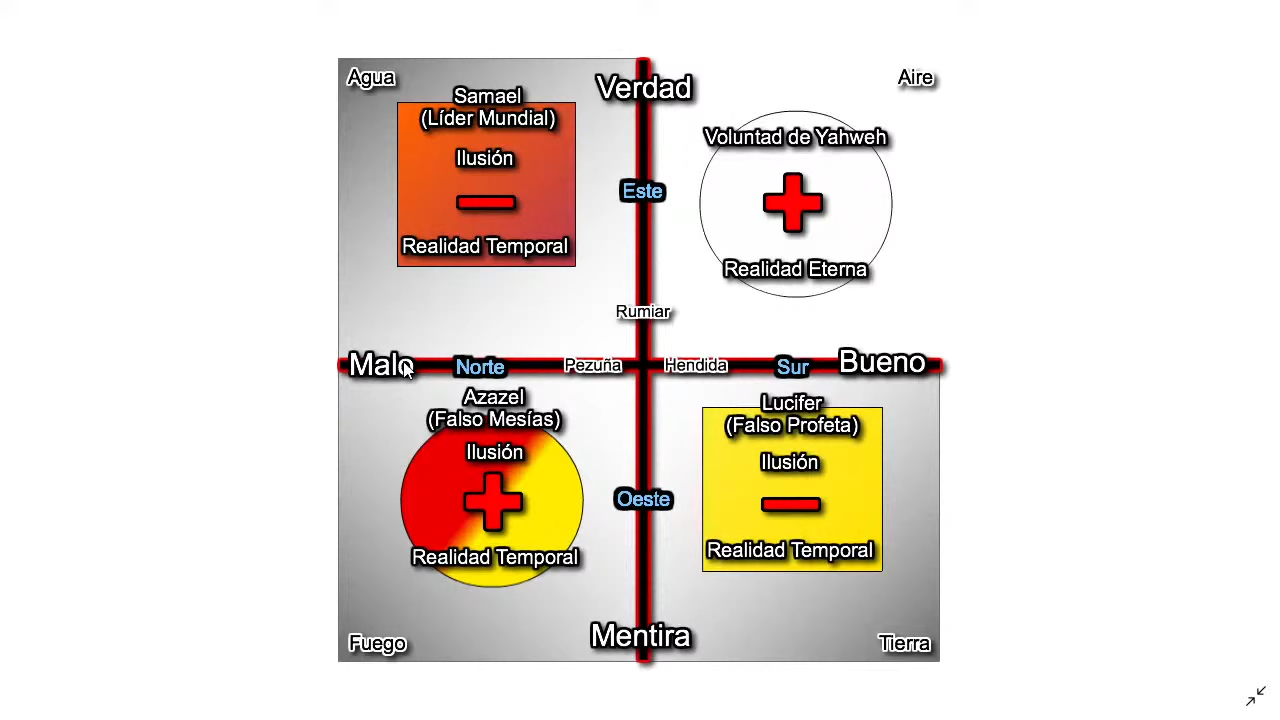 Agua
Verdad
Aire
Samael
(Líder Mundial)
Ilusión
Realidad Temporal
Este
Voluntad de Yahweh
Realidad Eterna
Rumiar
Malo
Norte
Pezuña
Hendida
Sur
Bueno
Azazel
(Falso Mesías)
Ilusión
Realidad Temporal
Oeste
Lucifer
(Falso Profeta)
Ilusión
Realidad Temporal
Fuego
Mentira
Tierra